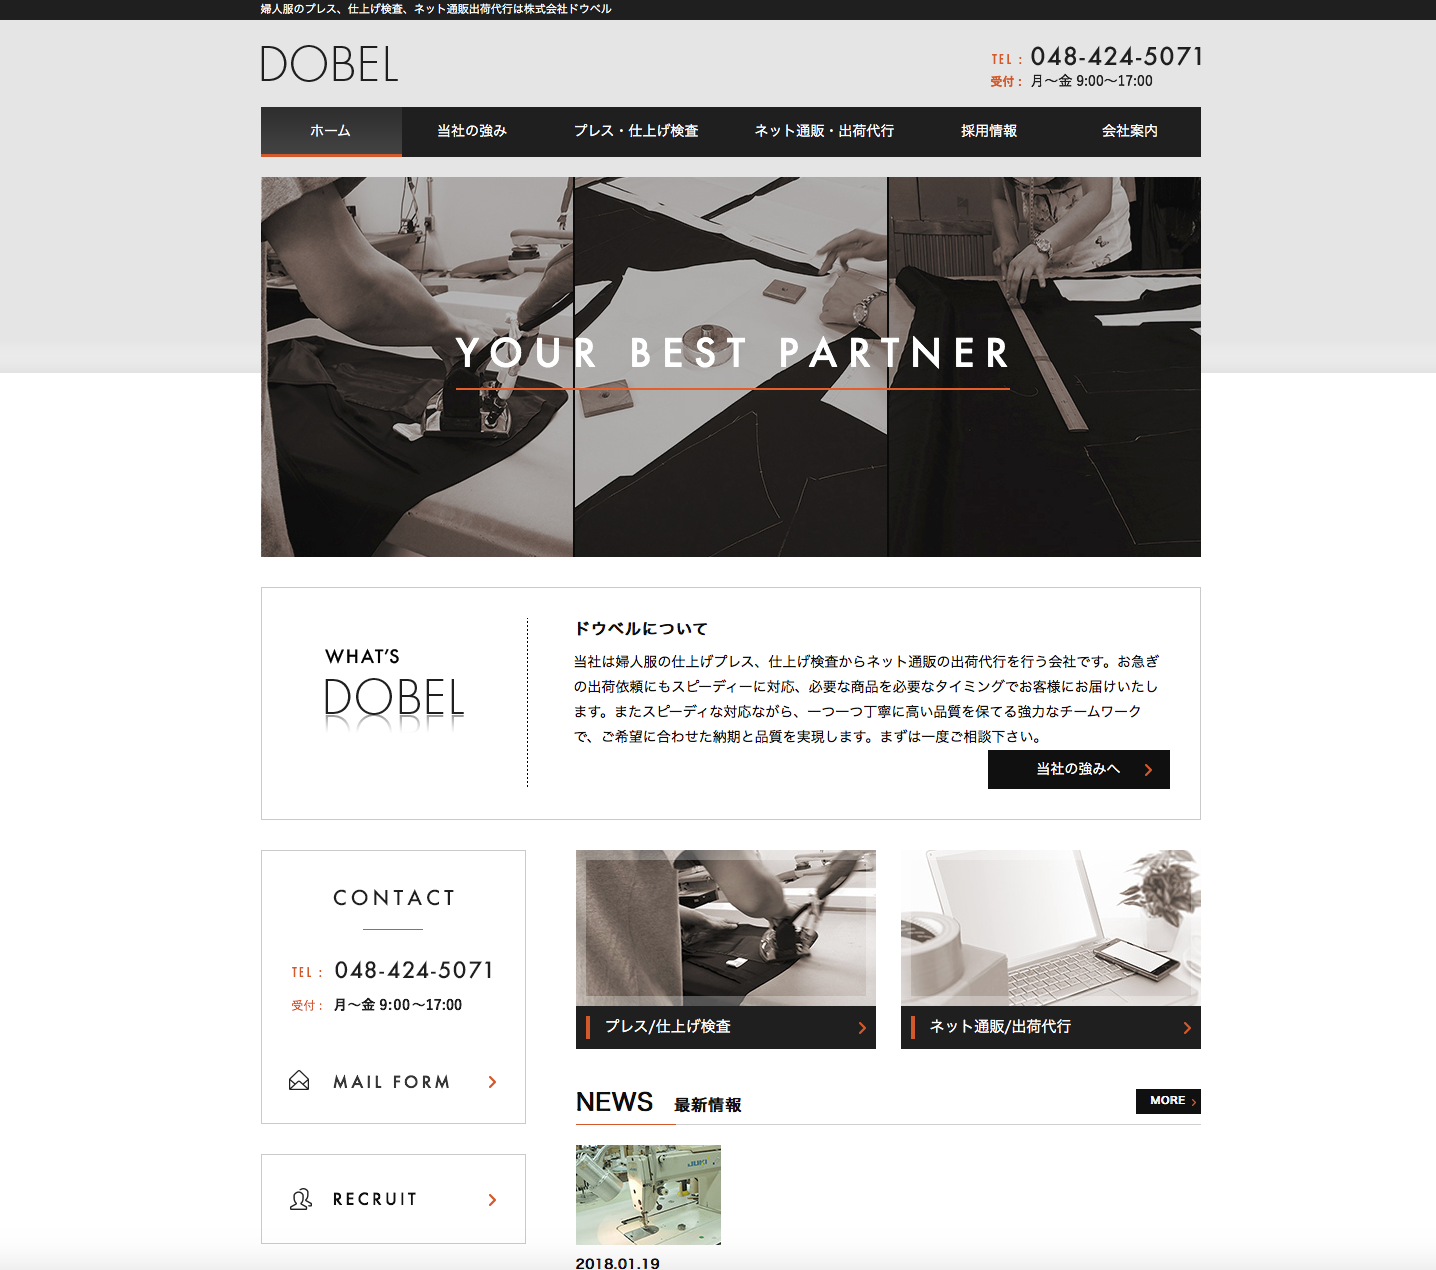 婦人服のプレス、仕上げ検査、ネット通販出荷代行は株式会社ドウベル
DOBEL
TEL : 048-424-5071
受付： 月〜金 9:00〜17:00
ホーム 当社の強み プレス・仕上げ検査 ネット通販・出荷代行 採用情報 会社案内
YOUR BEST PARTNER
WHAT'S
DOBEL
ドウベルについて
当社は婦人服の仕上げプレス、仕上げ検査からネット通販の出荷代行を行う会社です。お急ぎ
の出荷依頼にもスピーディーに対応、必要な商品を必要なタイミングでお客様にお届けいたし
ます。またスピーディな対応ながら、一つ一つ丁寧に高い品質を保てる強力なチームワーク
で、ご希望に合わせた納期と品質を実現します。まずは一度ご相談下さい。
当社の強みへ
CONTACT
TEL : 048-424-5071
受付： 月〜金 9:00〜17:00
MAIL FORM
RECRUIT
プレス/仕上げ検査
ネット通販/出荷代行
NEWS 最新情報
MORE
JUKI
2018.01.19